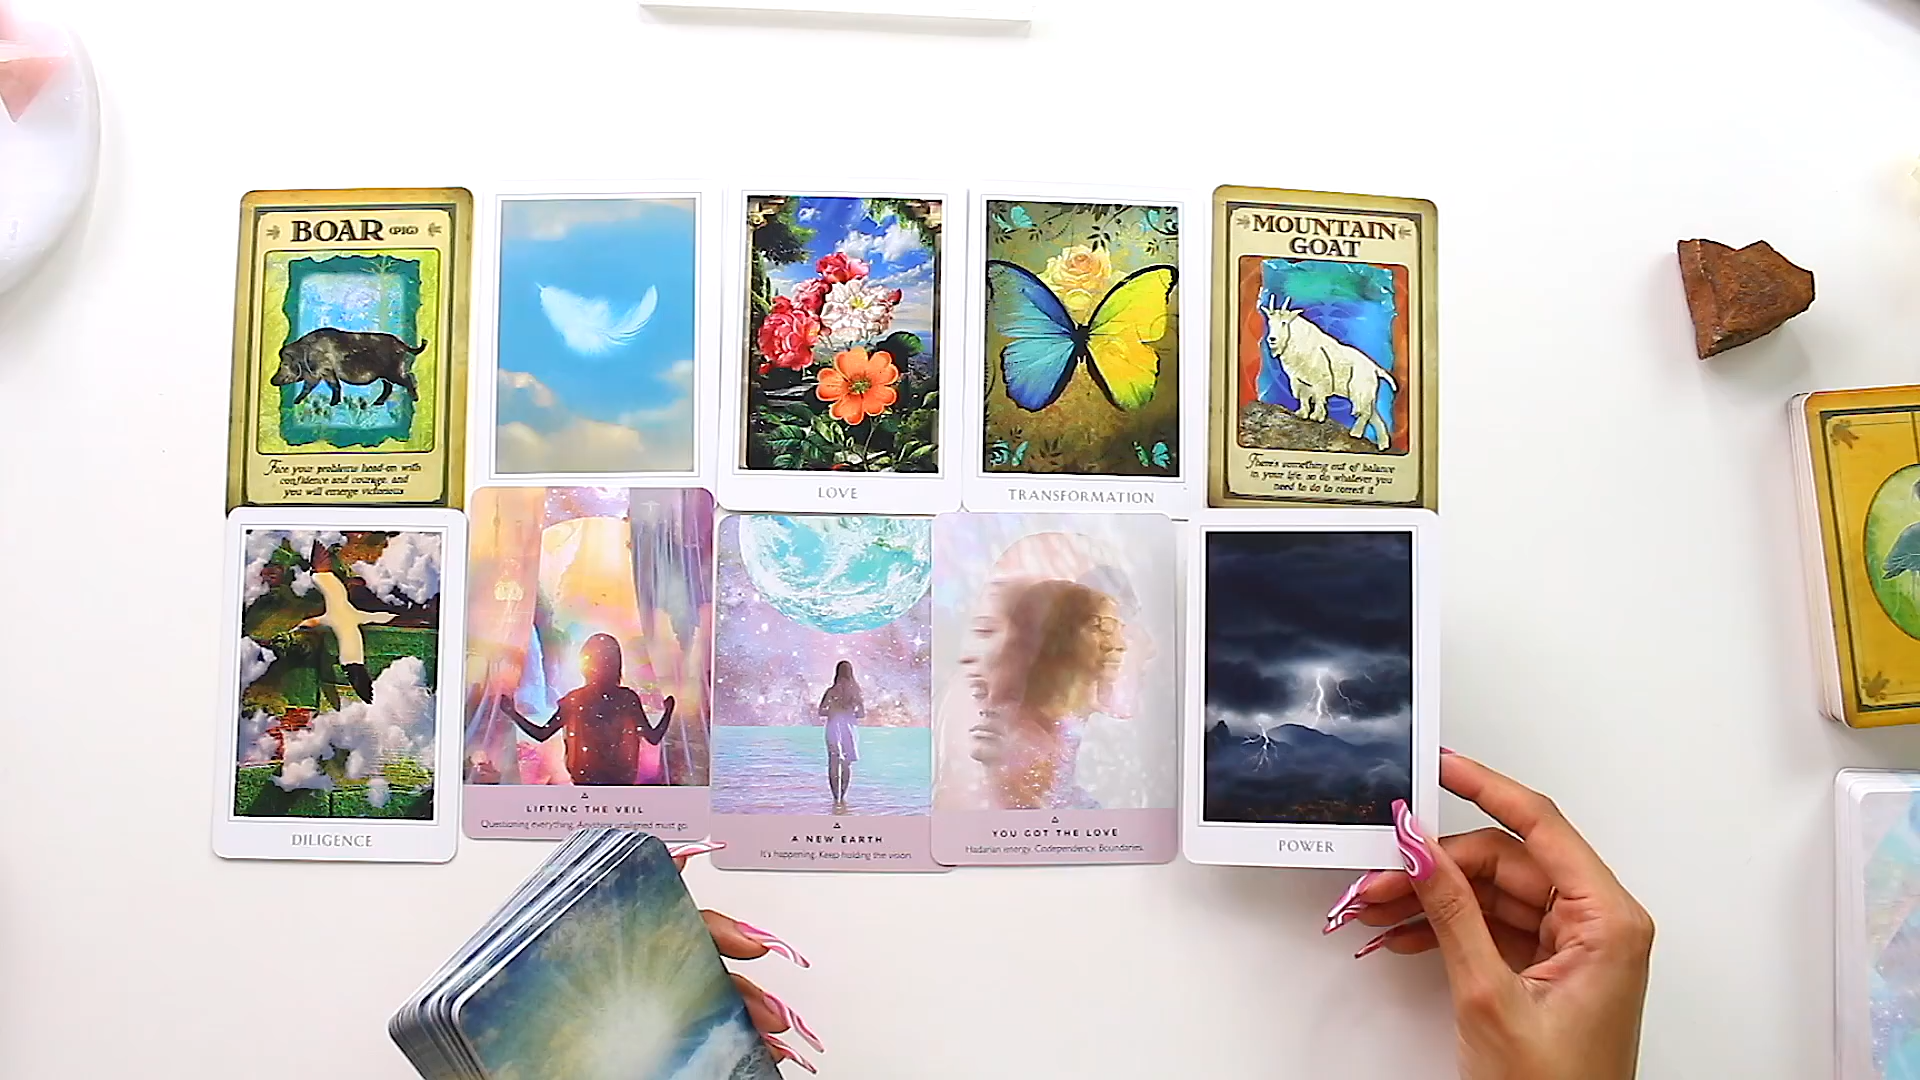 BOAR (PIG)
Face your problems head-on with
confidence and courage, and
you will emerge victorious
LOVE
TRANSFORMATION
MOUNTAIN
GOAT
There's something out of balance
in your life, so do whatever you
need to do to correct it
DILIGENCE
LIFTING THE VEIL
Questioning everything. Anything unaligned must go.
A NEW EARTH
It's happening. Keep holding the vision.
YOU GOT THE LOVE
Hadarian energy. Codependency. Boundaries.
POWER